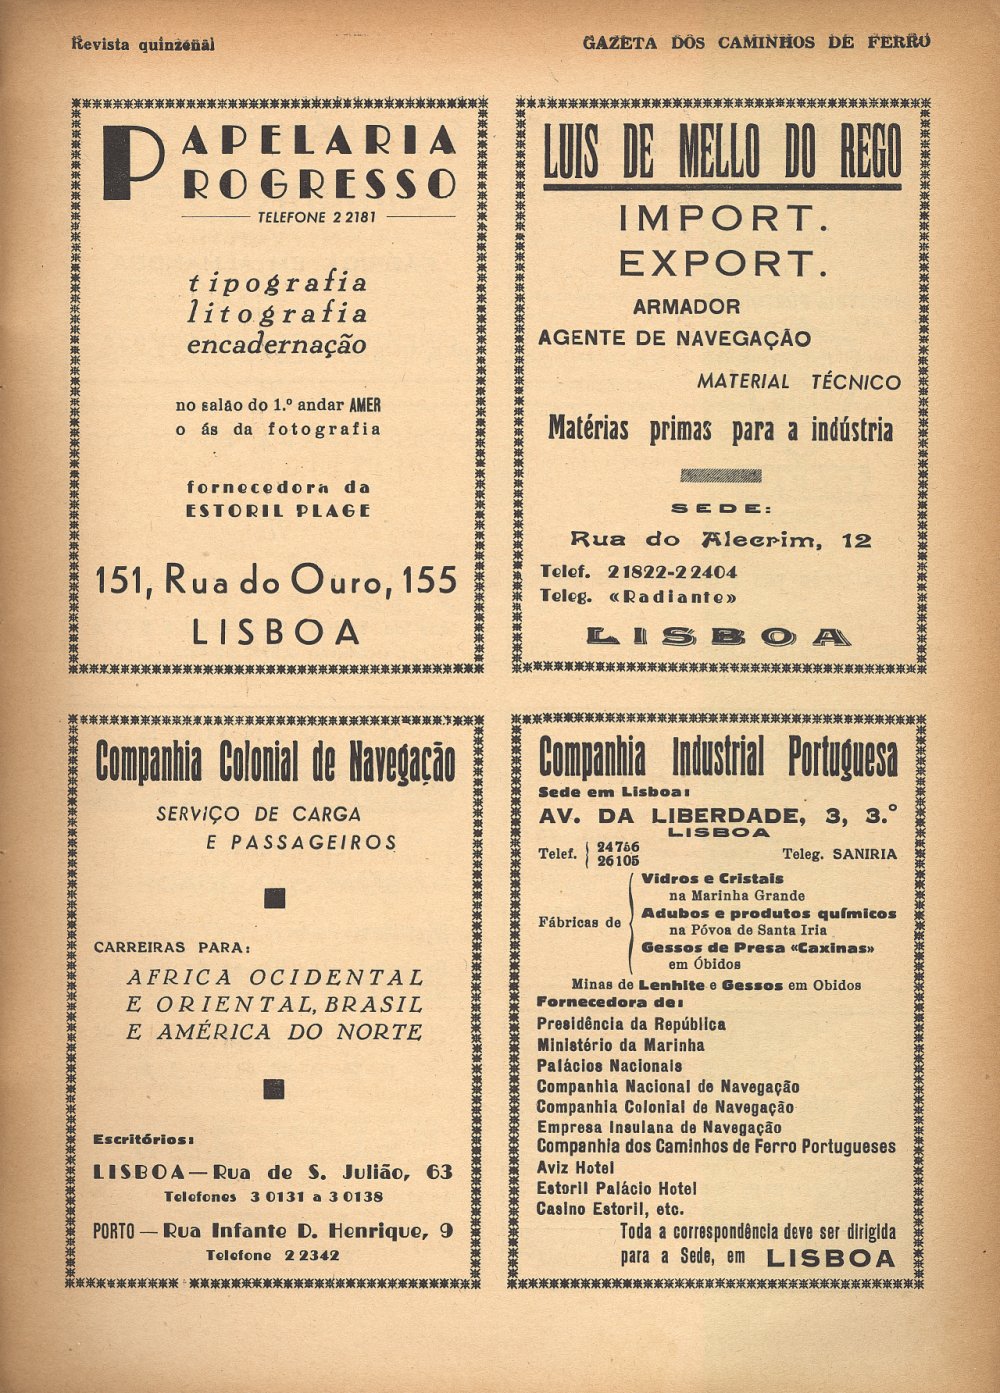 Revista quinzenal
GAZETA DOS CAMINHOS DE FERRO
PAPELARIA
PROGRESSO
TELEFONE 2 2181
tipografia
litografia
encadernação
no salão do 1.º andar AMER
o ás da fotografia
fornecedora da
ESTORIL PLAGE
151, Rua do Ouro, 155
LISBOA
LUIS DE MELLO DO REGO
IMPORT.
EXPORT.
ARMADOR
AGENTE DE NAVEGAÇÃO
MATERIAL TÉCNICO
Matérias primas para a indústria
SEDE:
Rua do Alecrim, 12
Telef. 21822-22404
Teleg. «Radiante»
LISBOA
Companhia Colonial de Navegação
SERVIÇO DE CARGA
E PASSAGEIROS
CARREIRAS PARA:
AFRICA OCIDENTAL
E ORIENTAL, BRASIL
E AMÉRICA DO NORTE
Escritórios:
LISBOA—Rua de S. Julião, 63
Telefones 3 0131 a 3 0138
PORTO — Rua Infante D. Henrique, 9
Telefone 2 2342
Companhia Industrial Portuguesa
Sede em Lisboa:
AV. DA LIBERDADE, 3, 3.º
LISBOA
Telef. 24766 26105 Teleg. SANIRIA
Fábricas de
Vidros e Cristais
na Marinha Grande
Adubos e produtos químicos
na Póvoa de Santa Iria
Gessos de Presa «Caxinas»
em Óbidos
Minas de Lenhite e Gessos em Obidos
Fornecedora de:
Presidência da República
Ministério da Marinha
Palácios Nacionais
Companhia Nacional de Navegação
Companhia Colonial de Navegação
Empresa Insulana de Navegação
Companhia dos Caminhos de Ferro Portugueses
Aviz Hotel
Estoril Palácio Hotel
Casino Estoril, etc.
Toda a correspondência deve ser dirigida
para a Sede, em LISBOA